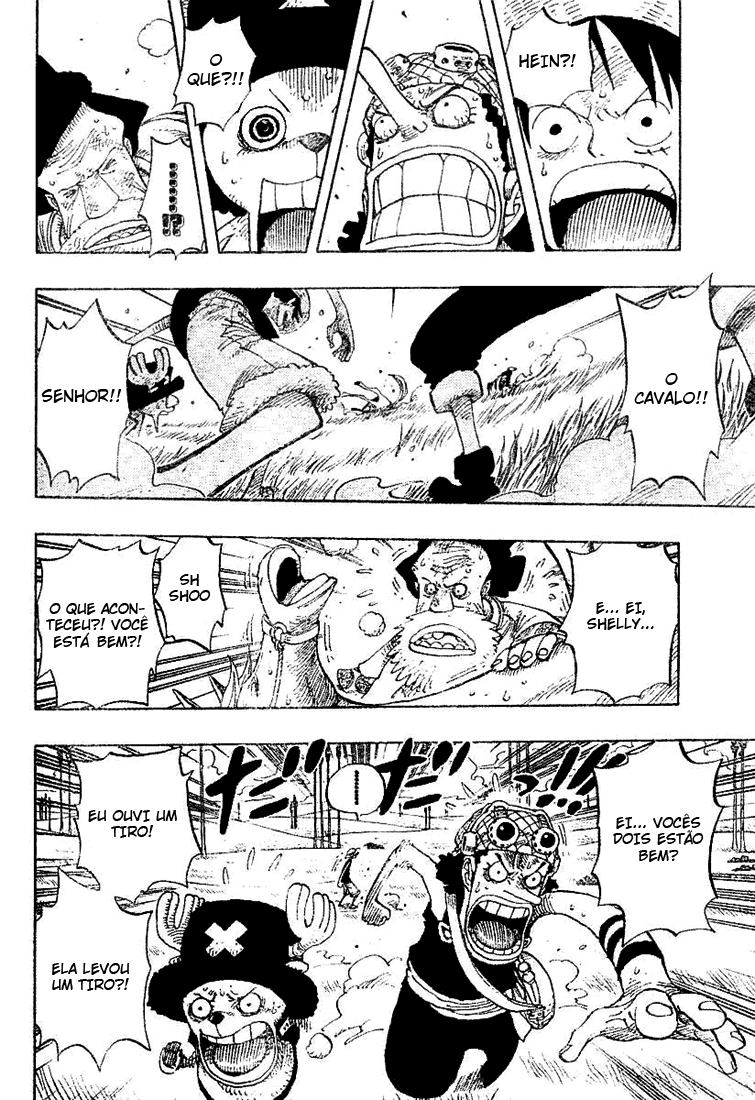 HEIN?!
O
QUE?!!
O
CAVALO!!
SENHOR!!
E... EI,
SHELLY...
SH
SHOO
O QUE ACON-
TECEU?! VOCÊ
ESTÁ BEM?!
EI... VOCÊS
DOIS ESTÃO
BEM?
EU OUVI UM
TIRO!
ELA LEVOU
UM TIRO?!